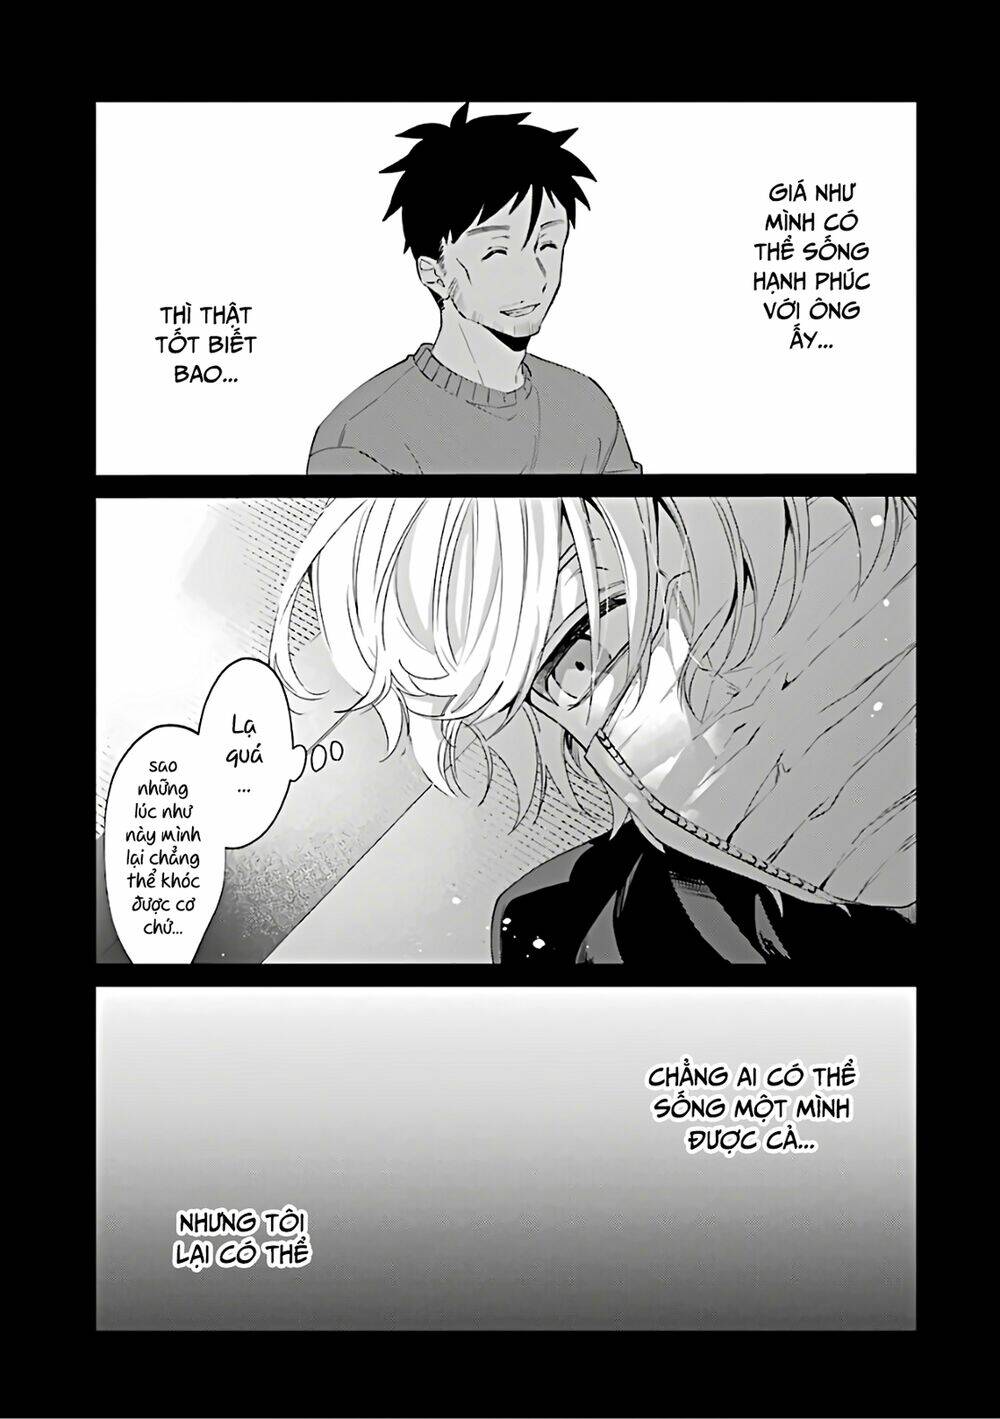 GIÁ NHƯ
MÌNH CÓ
THỂ SỐNG
HẠNH PHÚC
VỚI ÔNG
ẤY...
THÌ THẬT
TỐT BIẾT
BAO...
Lạ
quá
...
sao
những
lúc như
này mình
lại chẳng
thể khóc
được cơ
chứ...
CHẲNG AI CÓ THỂ
SỐNG MỘT MÌNH
ĐƯỢC CẢ...
NHƯNG TÔI
LẠI CÓ THỂ